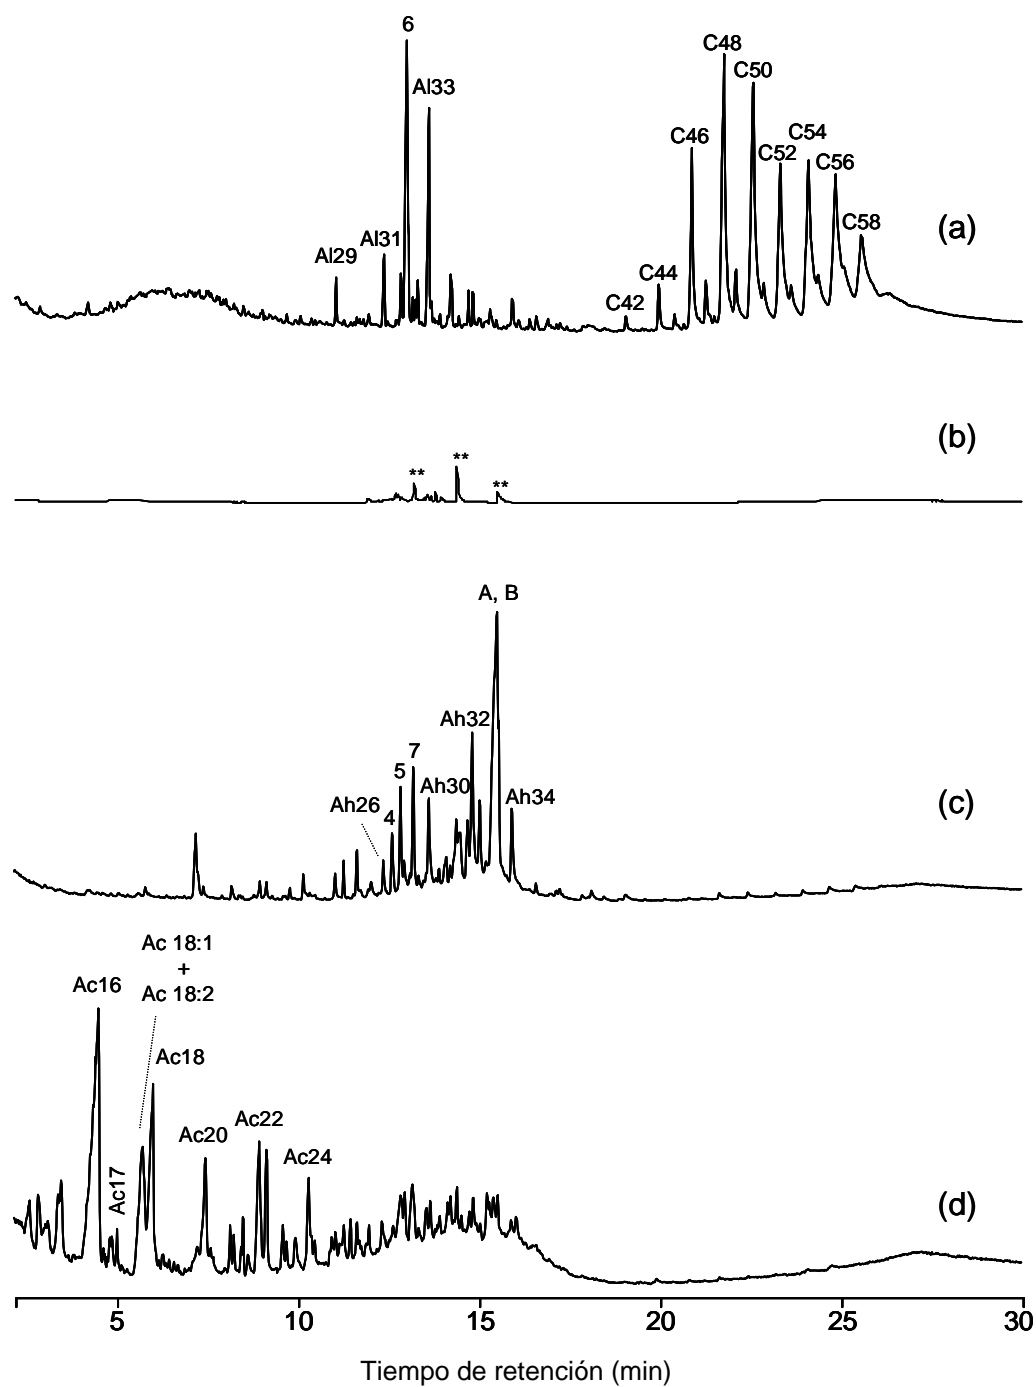 6
Al33
Al31
Al29
C48
C50
C46
C54
C52
C56
C58
C44
C42
(a)
(b)
**
**
**
A, B
Ah32
7
5
Ah30
Ah26
4
Ah34
(c)
Ac 18:1
+
Ac 18:2
Ac16
Ac18
Ac17
Ac20
Ac22
Ac24
(d)
5 10 15 20 25 30
Tiempo de retención (min)